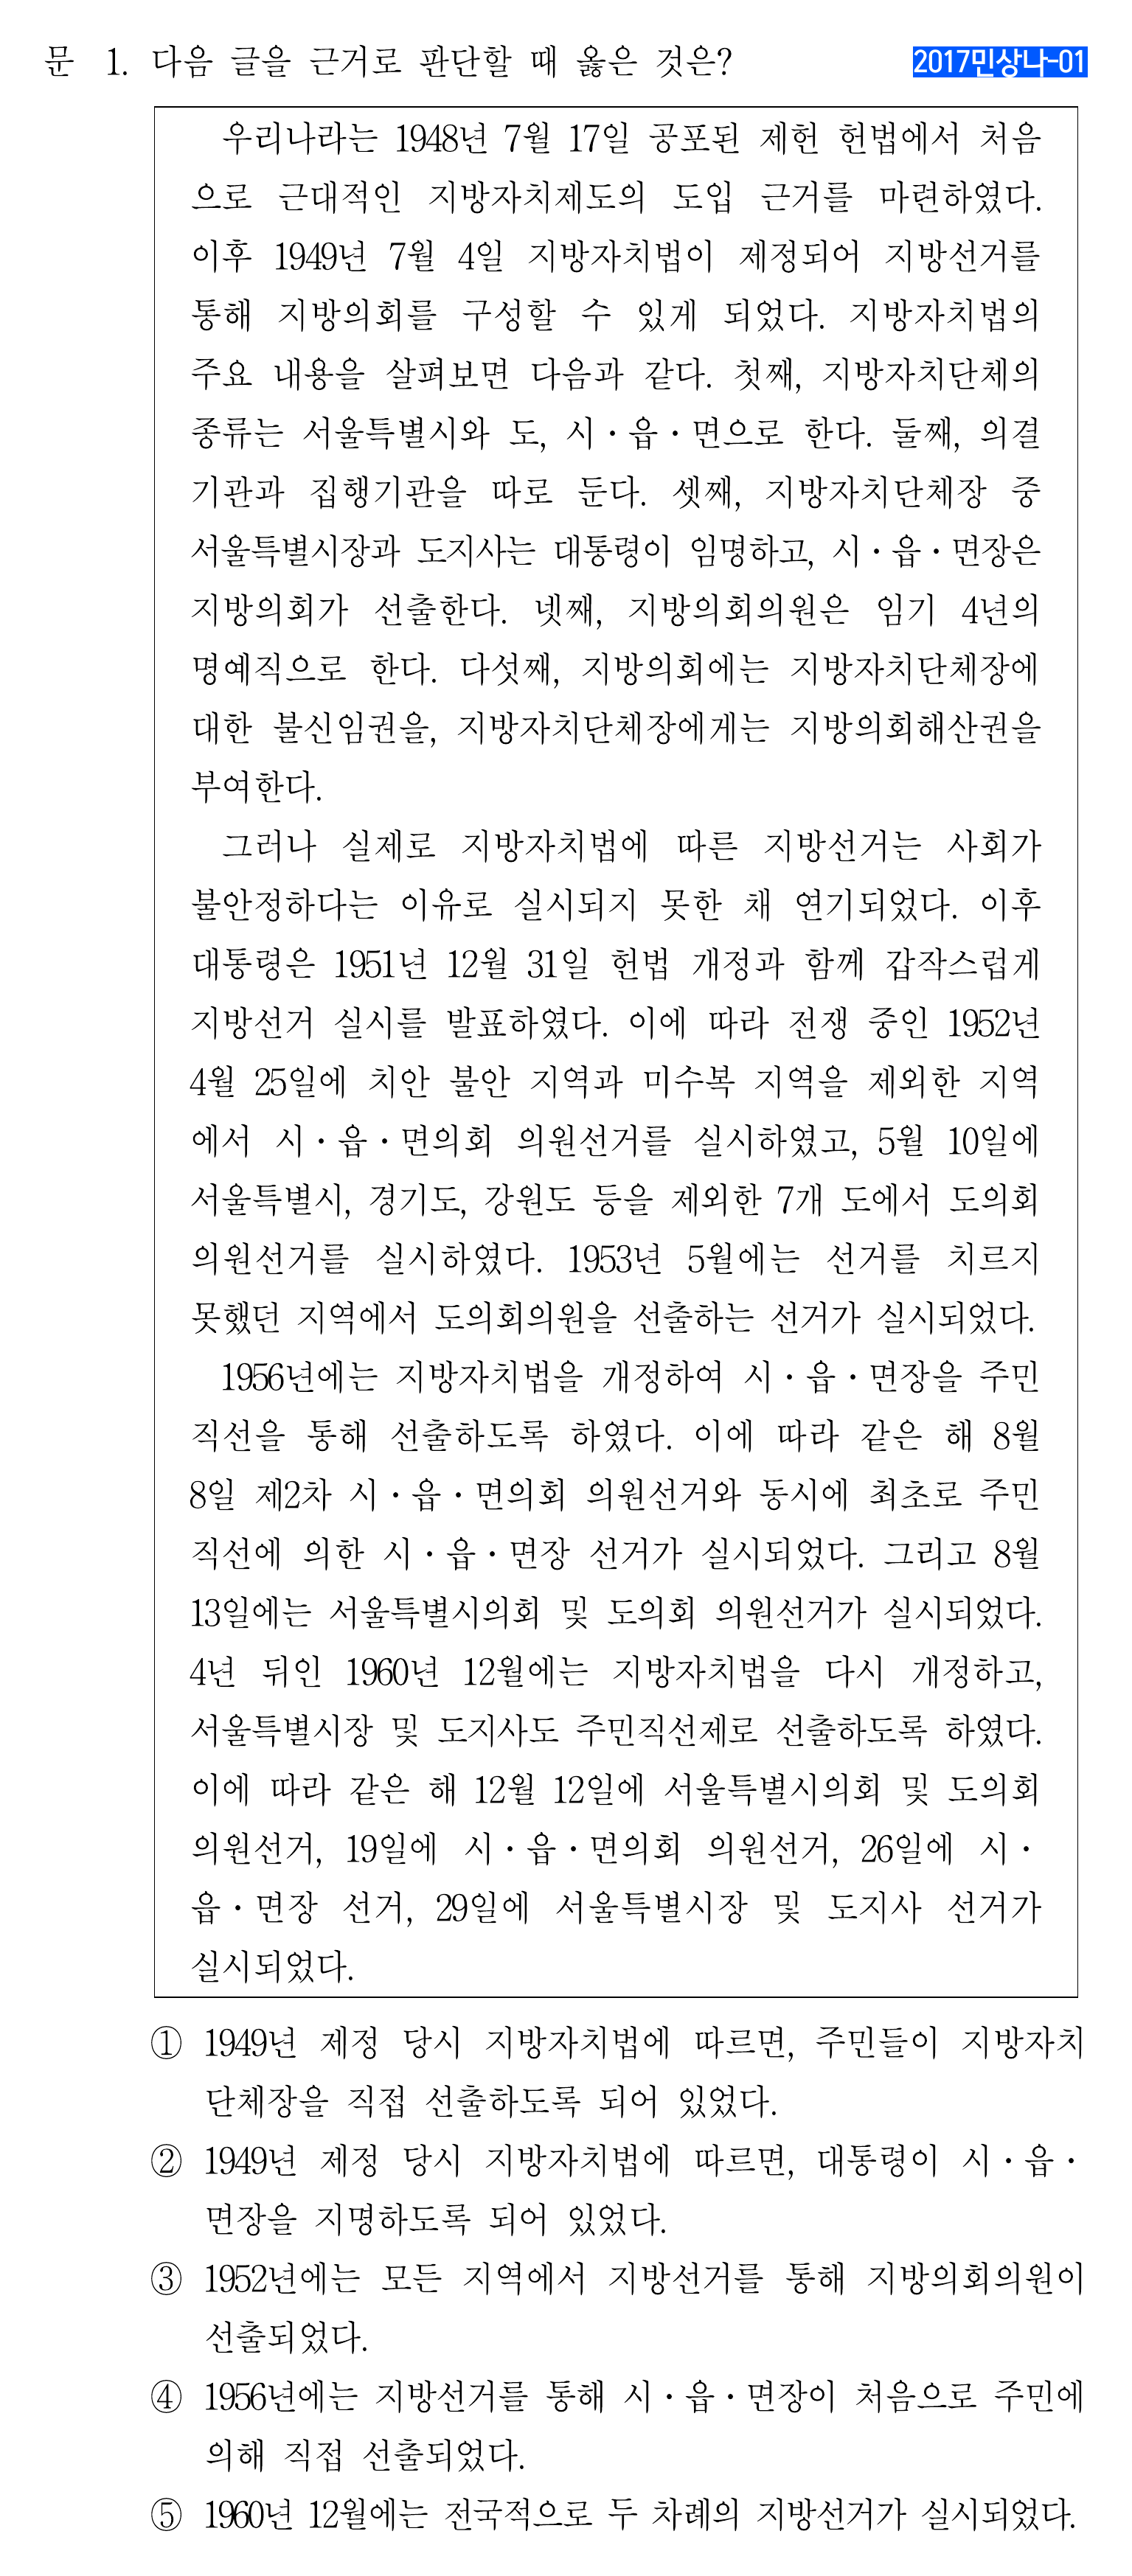 문 1. 다음 글을 근거로 판단할 때 옳은 것은?
2017민상나-01
우리나라는 1948년 7월 17일 공포된 제헌 헌법에서 처음
으로 근대적인 지방자치제도의 도입 근거를 마련하였다.
이후 1949년 7월 4일 지방자치법이 제정되어 지방선거를
통해 지방의회를 구성할 수 있게 되었다. 지방자치법의
주요 내용을 살펴보면 다음과 같다. 첫째, 지방자치단체의
종류는 서울특별시와 도, 시·읍·면으로 한다. 둘째, 의결
기관과 집행기관을 따로 둔다. 셋째, 지방자치단체장 중
서울특별시장과 도지사는 대통령이 임명하고, 시·읍·면장은
지방의회가 선출한다. 넷째, 지방의회의원은 임기 4년의
명예직으로 한다. 다섯째, 지방의회에는 지방자치단체장에
대한 불신임권을, 지방자치단체장에게는 지방의회해산권을
부여한다.
그러나 실제로 지방자치법에 따른 지방선거는 사회가
불안정하다는 이유로 실시되지 못한 채 연기되었다. 이후
대통령은 1951년 12월 31일 헌법 개정과 함께 갑작스럽게
지방선거 실시를 발표하였다. 이에 따라 전쟁 중인 1952년
4월 25일에 치안 불안 지역과 미수복 지역을 제외한 지역
에서 시·읍·면의회 의원선거를 실시하였고, 5월 10일에
서울특별시, 경기도, 강원도 등을 제외한 7개 도에서 도의회
의원선거를 실시하였다. 1953년 5월에는 선거를 치르지
못했던 지역에서 도의회의원을 선출하는 선거가 실시되었다.
1956년에는 지방자치법을 개정하여 시·읍·면장을 주민
직선을 통해 선출하도록 하였다. 이에 따라 같은 해 8월
8일 제2차 시·읍·면의회 의원선거와 동시에 최초로 주민
직선에 의한 시·읍·면장 선거가 실시되었다. 그리고 8월
13일에는 서울특별시의회 및 도의회 의원선거가 실시되었다.
4년 뒤인 1960년 12월에는 지방자치법을 다시 개정하고,
서울특별시장 및 도지사도 주민직선제로 선출하도록 하였다.
이에 따라 같은 해 12월 12일에 서울특별시의회 및 도의회
의원선거, 19일에 시·읍·면의회 의원선거, 26일에 시·
읍·면장 선거, 29일에 서울특별시장 및 도지사 선거가
실시되었다.
① 1949년 제정 당시 지방자치법에 따르면, 주민들이 지방자치
단체장을 직접 선출하도록 되어 있었다.
② 1949년 제정 당시 지방자치법에 따르면, 대통령이 시·읍·
면장을 지명하도록 되어 있었다.
③ 1952년에는 모든 지역에서 지방선거를 통해 지방의회의원이
선출되었다.
④ 1956년에는 지방선거를 통해 시·읍·면장이 처음으로 주민에
의해 직접 선출되었다.
⑤ 1960년 12월에는 전국적으로 두 차례의 지방선거가 실시되었다.